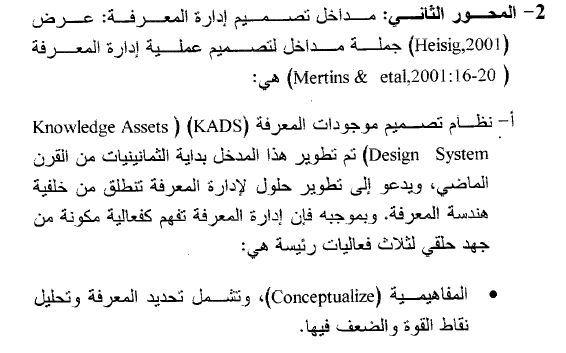 2- المحور الثاني: مداخل تصميم إدارة المعرفة: عرض
(Heisig,2001) جملة مداخل لتصميم عملية إدارة المعرفة
( Mertins & etal,2001:16-20) هي:
أ- نظام تصميم موجودات المعرفة (KADS) ( Knowledge Assets
Design System) تم تطوير هذا المدخل بداية الثمانينيات من القرن
الماضي، ويدعو إلى تطوير حلول لإدارة المعرفة تنطلق من خلفية
هندسة المعرفة. وبموجبه فإن إدارة المعرفة تفهم كفعالية مكونة من
جهد حلقي لثلاث فعاليات رئيسة هي:
• المفاهيمية (Conceptualize)، وتشمل تحديد المعرفة وتحليل
نقاط القوة والضعف فيها.